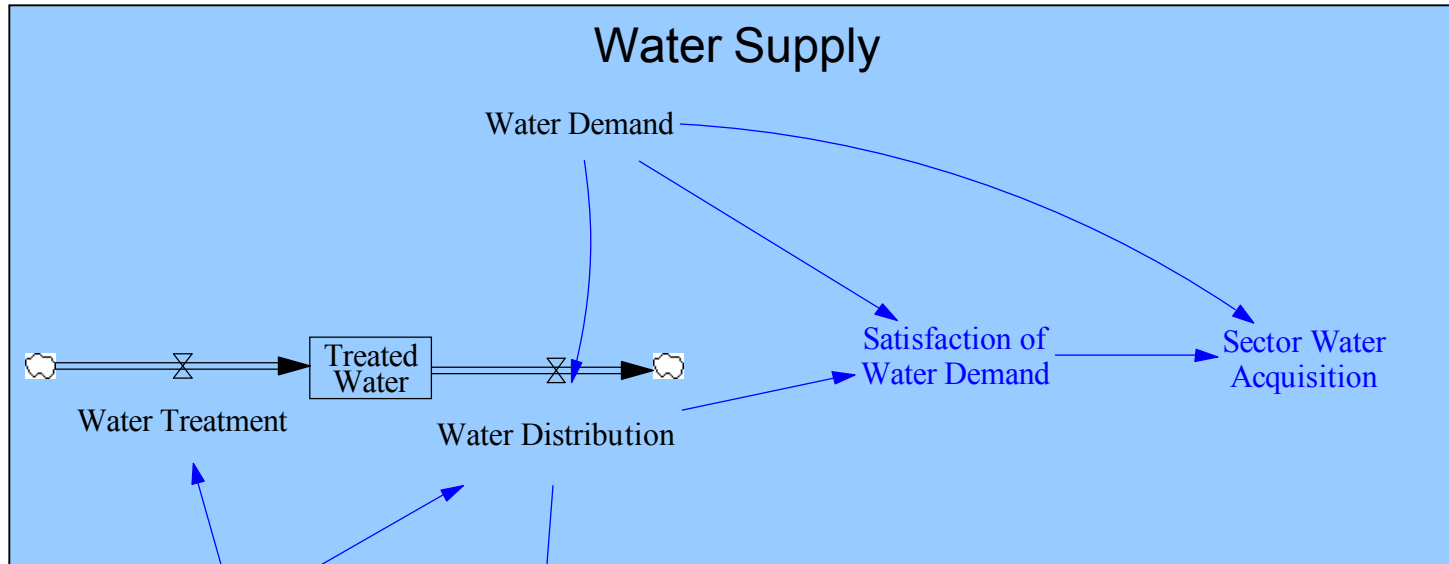 Water Supply
Water Demand
Treated
Water
Satisfaction of
Water Demand
Sector Water
Acquisition
Water Treatment
Water Distribution